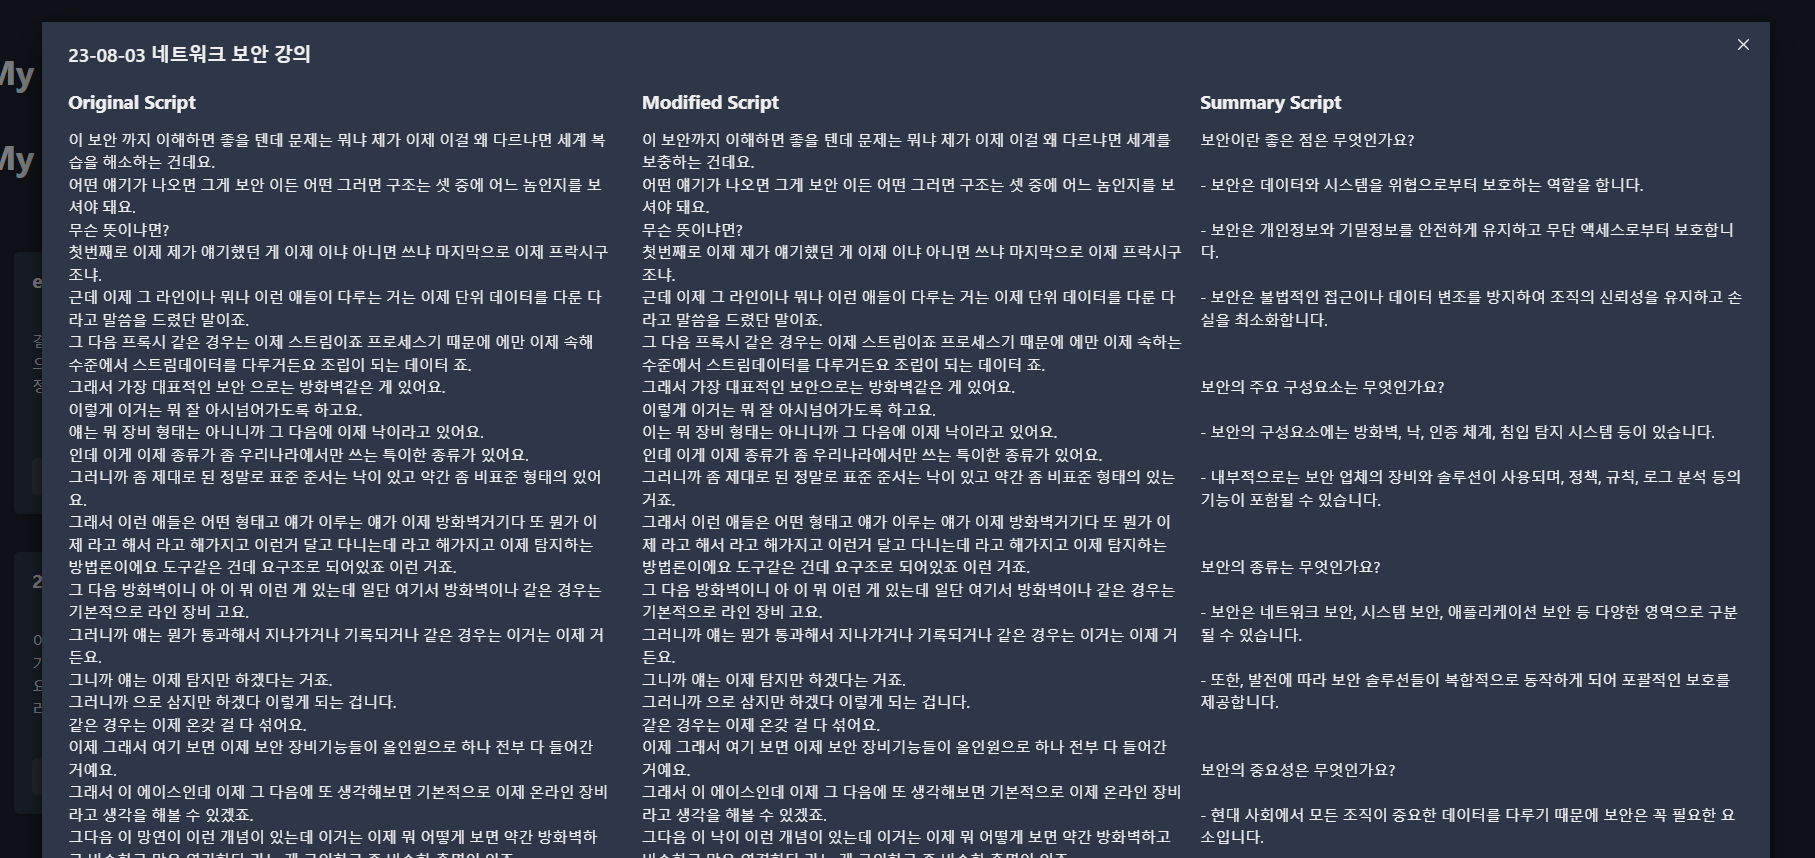 My
My
e
2
23-08-03 네트워크 보안 강의
Original Script
이 보안 까지 이해하면 좋을 텐데 문제는 뭐냐 제가 이제 이걸 왜 다르냐면 세계 복
습을 해소하는 건데요.
어떤 얘기가 나오면 그게 보안 이든 어떤 그러면 구조는 셋 중에 어느 놈인지를 보
셔야 돼요.
무슨 뜻이냐면?
첫번째로 이제 제가 얘기했던 게 이제 이냐 아니면 쓰냐 마지막으로 이제 프락시구
조냐.
근데 이제 그 라인이나 뭐나 이런 애들이 다루는 거는 이제 단위 데이터를 다룬 다
라고 말씀을 드렸단 말이죠.
그 다음 프록시 같은 경우는 이제 스트림이죠 프로세스기 때문에 에만 이제 속해
수준에서 스트림데이터를 다루거든요 조립이 되는 데이터 죠.
그래서 가장 대표적인 보안 으로는 방화벽같은 게 있어요.
이렇게 이거는 뭐 잘 아시넘어가도록 하고요.
얘는 뭐 장비 형태는 아니니까 그 다음에 이제 낙이라고 있어요.
인데 이게 이제 종류가 좀 우리나라에서만 쓰는 특이한 종류가 있어요.
그러니까 좀 제대로 된 정말로 표준 준서는 낙이 있고 약간 좀 비표준 형태의 있어
요.
그래서 이런 애들은 어떤 형태고 얘가 이루는 얘가 이제 방화벽거기다 또 뭔가 이
제 라고 해서 라고 해가지고 이런거 달고 다니는데 라고 해가지고 이제 탐지하는
방법론이에요 도구같은 건데 요구조로 되어있죠 이런 거죠.
그 다음 방화벽이니 아 이 뭐 이런 게 있는데 일단 여기서 방화벽이나 같은 경우는
기본적으로 라인 장비 고요.
그러니까 얘는 뭔가 통과해서 지나가거나 기록되거나 같은 경우는 이거는 이제 거
든요.
그니까 얘는 이제 탐지만 하겠다는 거죠.
그러니까 으로 삼지만 하겠다 이렇게 되는 겁니다.
같은 경우는 이제 온갖 걸 다 섞어요.
이제 그래서 여기 보면 이제 보안 장비기능들이 올인원으로 하나 전부 다 들어간
거예요.
그래서 이 에이스인데 이제 그 다음에 또 생각해보면 기본적으로 이제 온라인 장비
라고 생각을 해볼 수 있겠죠.
그다음 이 망연이 이런 개념이 있는데 이거는 이제 뭐 어떻게 보면 약간 방화벽하
Modified Script
이 보안까지 이해하면 좋을 텐데 문제는 뭐냐 제가 이제 이걸 왜 다르냐면 세계를
보충하는 건데요.
어떤 얘기가 나오면 그게 보안 이든 어떤 그러면 구조는 셋 중에 어느 놈인지를 보
셔야 돼요.
무슨 뜻이냐면?
첫번째로 이제 제가 얘기했던 게 이제 이냐 아니면 쓰냐 마지막으로 이제 프락시구
조냐.
근데 이제 그 라인이나 뭐나 이런 애들이 다루는 거는 이제 단위 데이터를 다룬 다
라고 말씀을 드렸단 말이죠.
그 다음 프록시 같은 경우는 이제 스트림이죠 프로세스기 때문에 에만 이제 속하는
수준에서 스트림데이터를 다루거든요 조립이 되는 데이터 죠.
그래서 가장 대표적인 보안으로는 방화벽같은 게 있어요.
이렇게 이거는 뭐 잘 아시넘어가도록 하고요.
이는 뭐 장비 형태는 아니니까 그 다음에 이제 낙이라고 있어요.
인데 이게 이제 종류가 좀 우리나라에서만 쓰는 특이한 종류가 있어요.
그러니까 좀 제대로 된 정말로 표준 준서는 낙이 있고 약간 좀 비표준 형태의 있는
거죠.
그래서 이런 애들은 어떤 형태고 얘가 이루는 얘가 이제 방화벽거기다 또 뭔가 이
제 라고 해서 라고 해가지고 이런거 달고 다니는데 라고 해가지고 이제 탐지하는
방법론이에요 도구같은 건데 요구조로 되어있죠 이런 거죠.
그 다음 방화벽이니 아 이 뭐 이런 게 있는데 일단 여기서 방화벽이나 같은 경우는
기본적으로 라인 장비 고요.
그러니까 얘는 뭔가 통과해서 지나가거나 기록되거나 같은 경우는 이거는 이제 거
든요.
그니까 얘는 이제 탐지만 하겠다는 거죠.
그러니까 으로 삼지만 하겠다 이렇게 되는 겁니다.
같은 경우는 이제 온갖 걸 다 섞어요.
이제 그래서 여기 보면 이제 보안 장비기능들이 올인원으로 하나 전부 다 들어간
거예요.
그래서 이 에이스인데 이제 그 다음에 또 생각해보면 기본적으로 이제 온라인 장비
라고 생각을 해볼 수 있겠죠.
그다음 이 낙이 이런 개념이 있는데 이거는 이제 뭐 어떻게 보면 약간 방화벽하고
Summary Script
보안이란 좋은 점은 무엇인가요?
- 보안은 데이터와 시스템을 위협으로부터 보호하는 역할을 합니다.
- 보안은 개인정보와 기밀정보를 안전하게 유지하고 무단 액세스로부터 보호합니
다.
- 보안은 불법적인 접근이나 데이터 변조를 방지하여 조직의 신뢰성을 유지하고 손
실을 최소화합니다.
보안의 주요 구성요소는 무엇인가요?
- 보안의 구성요소에는 방화벽, 낙, 인증 체계, 침입 탐지 시스템 등이 있습니다.
- 내부적으로는 보안 업체의 장비와 솔루션이 사용되며, 정책, 규칙, 로그 분석 등의
기능이 포함될 수 있습니다.
보안의 종류는 무엇인가요?
- 보안은 네트워크 보안, 시스템 보안, 애플리케이션 보안 등 다양한 영역으로 구분
될 수 있습니다.
- 또한, 발전에 따라 보안 솔루션들이 복합적으로 동작하게 되어 포괄적인 보호를
제공합니다.
보안의 중요성은 무엇인가요?
- 현대 사회에서 모든 조직이 중요한 데이터를 다루기 때문에 보안은 꼭 필요한 요
소입니다.